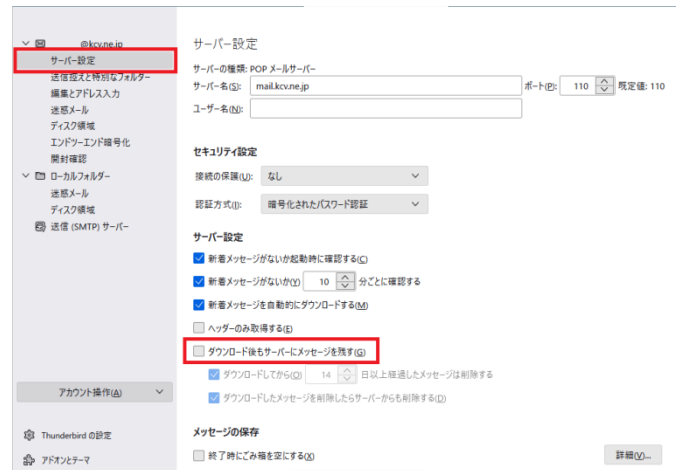 @kcv.ne.jp
サーバー設定
送信控えと特別なフォルダー
編集とアドレス入力
迷惑メール
ディスク領域
エンドツーエンド暗号化
開封確認
ローカルフォルダー
迷惑メール
ディスク領域
送信 (SMTP) サーバー
アカウント操作(A)
Thunderbird の設定
アドオンとテーマ
サーバー設定
サーバーの種類: POP メールサーバー
サーバー名(S): mail.kcv.ne.jp ポート(P): 110 既定値: 110
ユーザー名(N):
セキュリティ設定
接続の保護(U): なし
認証方式(I): 暗号化されたパスワード認証
サーバー設定
新着メッセージがないか起動時に確認する(C)
新着メッセージがないか(Y) 10 分ごとに確認する
新着メッセージを自動的にダウンロードする(M)
ヘッダーのみ取得する(E)
ダウンロード後もサーバーにメッセージを残す(G)
ダウンロードしてから(O) 14 日以上経過したメッセージは削除する
ダウンロードしたメッセージを削除したらサーバーからも削除する(D)
メッセージの保存
終了時にごみ箱を空にする(X)
詳細(V)...